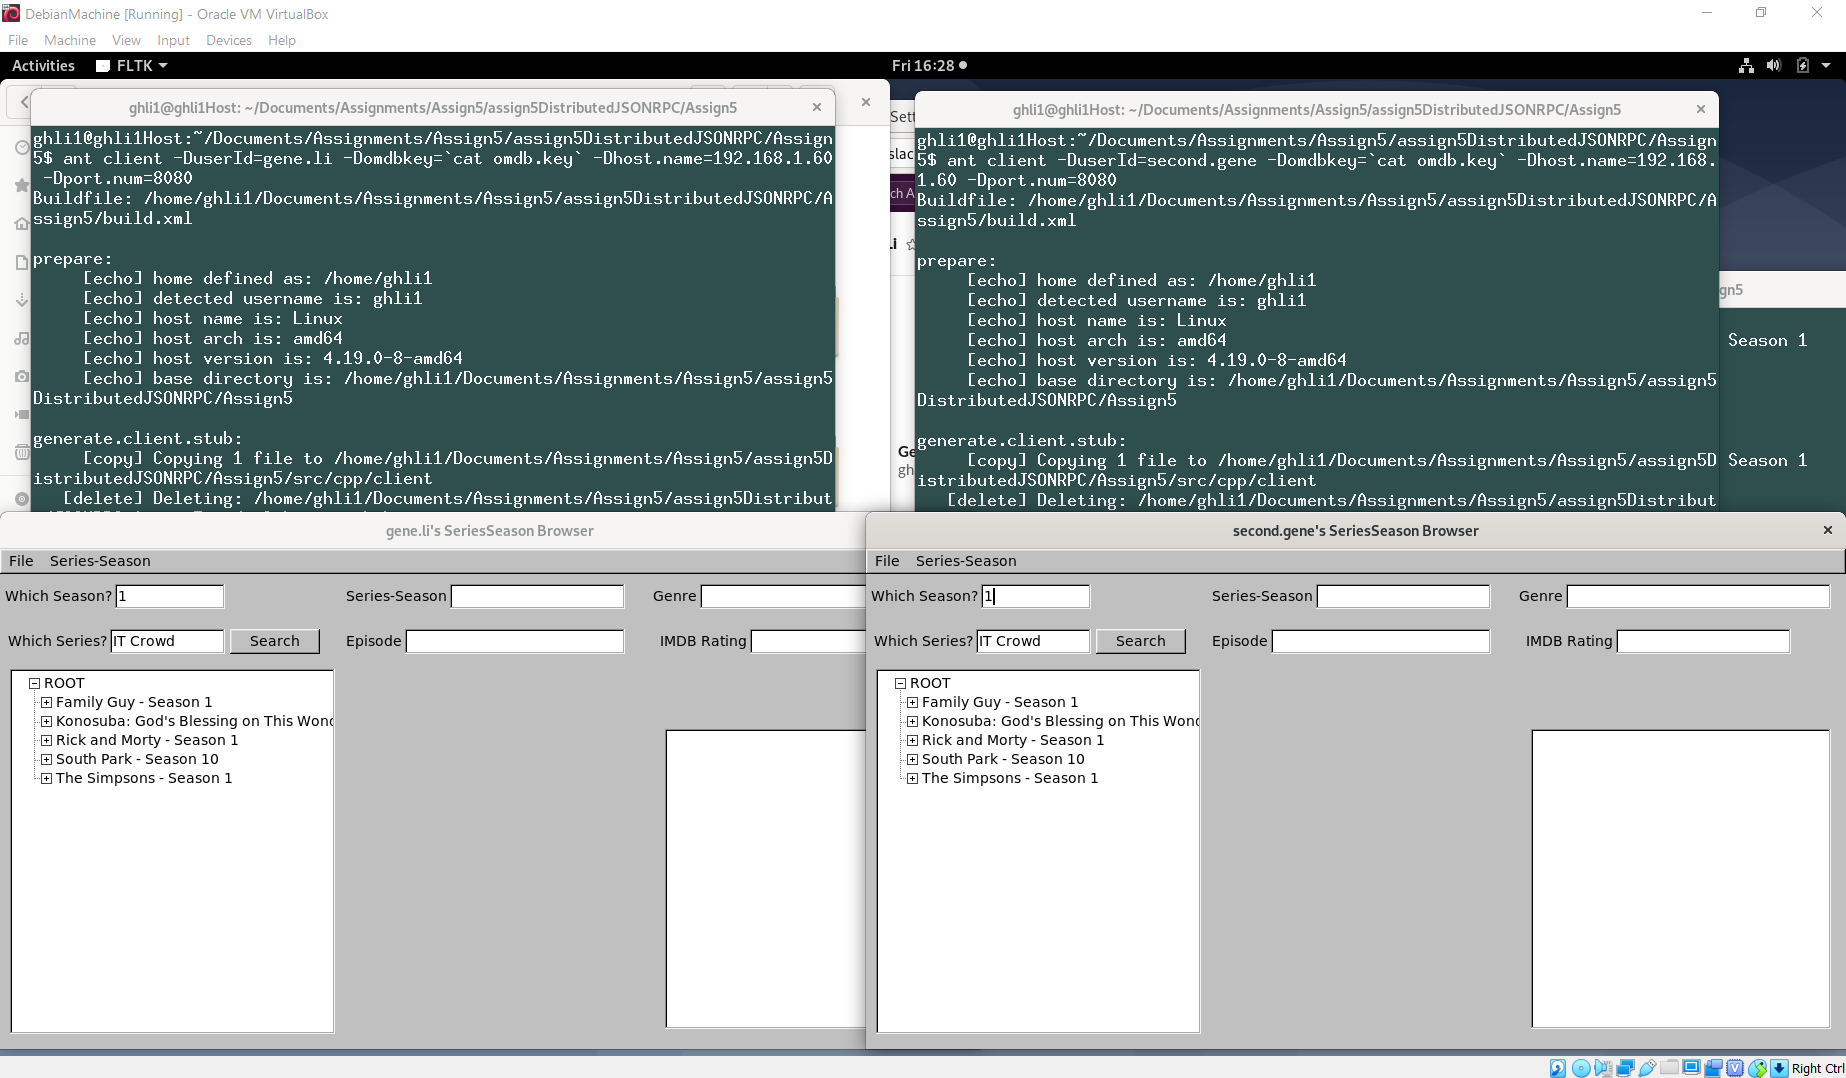 DebianMachine [Running] - Oracle VM VirtualBox
File Machine View Input Devices Help
Activities FLTK Fri 16:28
ghli1@ghli1Host: ~/Documents/Assignments/Assign5/assign5DistributedJSONRPC/Assign5
ghli1@ghli1Host:~/Documents/Assignments/Assign5/assign5DistributedJSONRPC/Assign
5$ ant client -DuserId=gene.li -Domdbkey=`cat omdb.key` -Dhost.name=192.168.1.60
-Dport.num=8080
Buildfile: /home/ghli1/Documents/Assignments/Assign5/assign5DistributedJSONRPC/A
ssign5/build.xml
prepare:
[echo] home defined as: /home/ghli1
[echo] detected username is: ghli1
[echo] host name is: Linux
[echo] host arch is: amd64
[echo] host version is: 4.19.0-8-amd64
[echo] base directory is: /home/ghli1/Documents/Assignments/Assign5/assign5
DistributedJSONRPC/Assign5
generate.client.stub:
[copy] Copying 1 file to /home/ghli1/Documents/Assignments/Assign5/assign5D
istributedJSONRPC/Assign5/src/cpp/client
[delete] Deleting: /home/ghli1/Documents/Assignments/Assign5/assign5Distribut
Sett
slac
ch A
Li
Ge
gh
ghli1@ghli1Host: ~/Documents/Assignments/Assign5/assign5DistributedJSONRPC/Assign5
ghli1@ghli1Host:~/Documents/Assignments/Assign5/assign5DistributedJSONRPC/Assign
5$ ant client -DuserId=second.gene -Domdbkey=`cat omdb.key` -Dhost.name=192.168.
1.60 -Dport.num=8080
Buildfile: /home/ghli1/Documents/Assignments/Assign5/assign5DistributedJSONRPC/A
ssign5/build.xml
prepare:
[echo] home defined as: /home/ghli1
[echo] detected username is: ghli1
[echo] host name is: Linux
[echo] host arch is: amd64
[echo] host version is: 4.19.0-8-amd64
[echo] base directory is: /home/ghli1/Documents/Assignments/Assign5/assign5
DistributedJSONRPC/Assign5
generate.client.stub:
[copy] Copying 1 file to /home/ghli1/Documents/Assignments/Assign5/assign5D
istributedJSONRPC/Assign5/src/cpp/client
[delete] Deleting: /home/ghli1/Documents/Assignments/Assign5/assign5Distribut
gn5
Season 1
Season 1
gene.li's SeriesSeason Browser
File Series-Season
Which Season? 1 Series-Season Genre
Which Series? IT Crowd Search Episode IMDB Rating
ROOT
Family Guy - Season 1
Konosuba: God's Blessing on This Wond
Rick and Morty - Season 1
South Park - Season 10
The Simpsons - Season 1
second.gene's SeriesSeason Browser
File Series-Season
Which Season? 1 Series-Season Genre
Which Series? IT Crowd Search Episode IMDB Rating
ROOT
Family Guy - Season 1
Konosuba: God's Blessing on This Wond
Rick and Morty - Season 1
South Park - Season 10
The Simpsons - Season 1
Right Ctrl